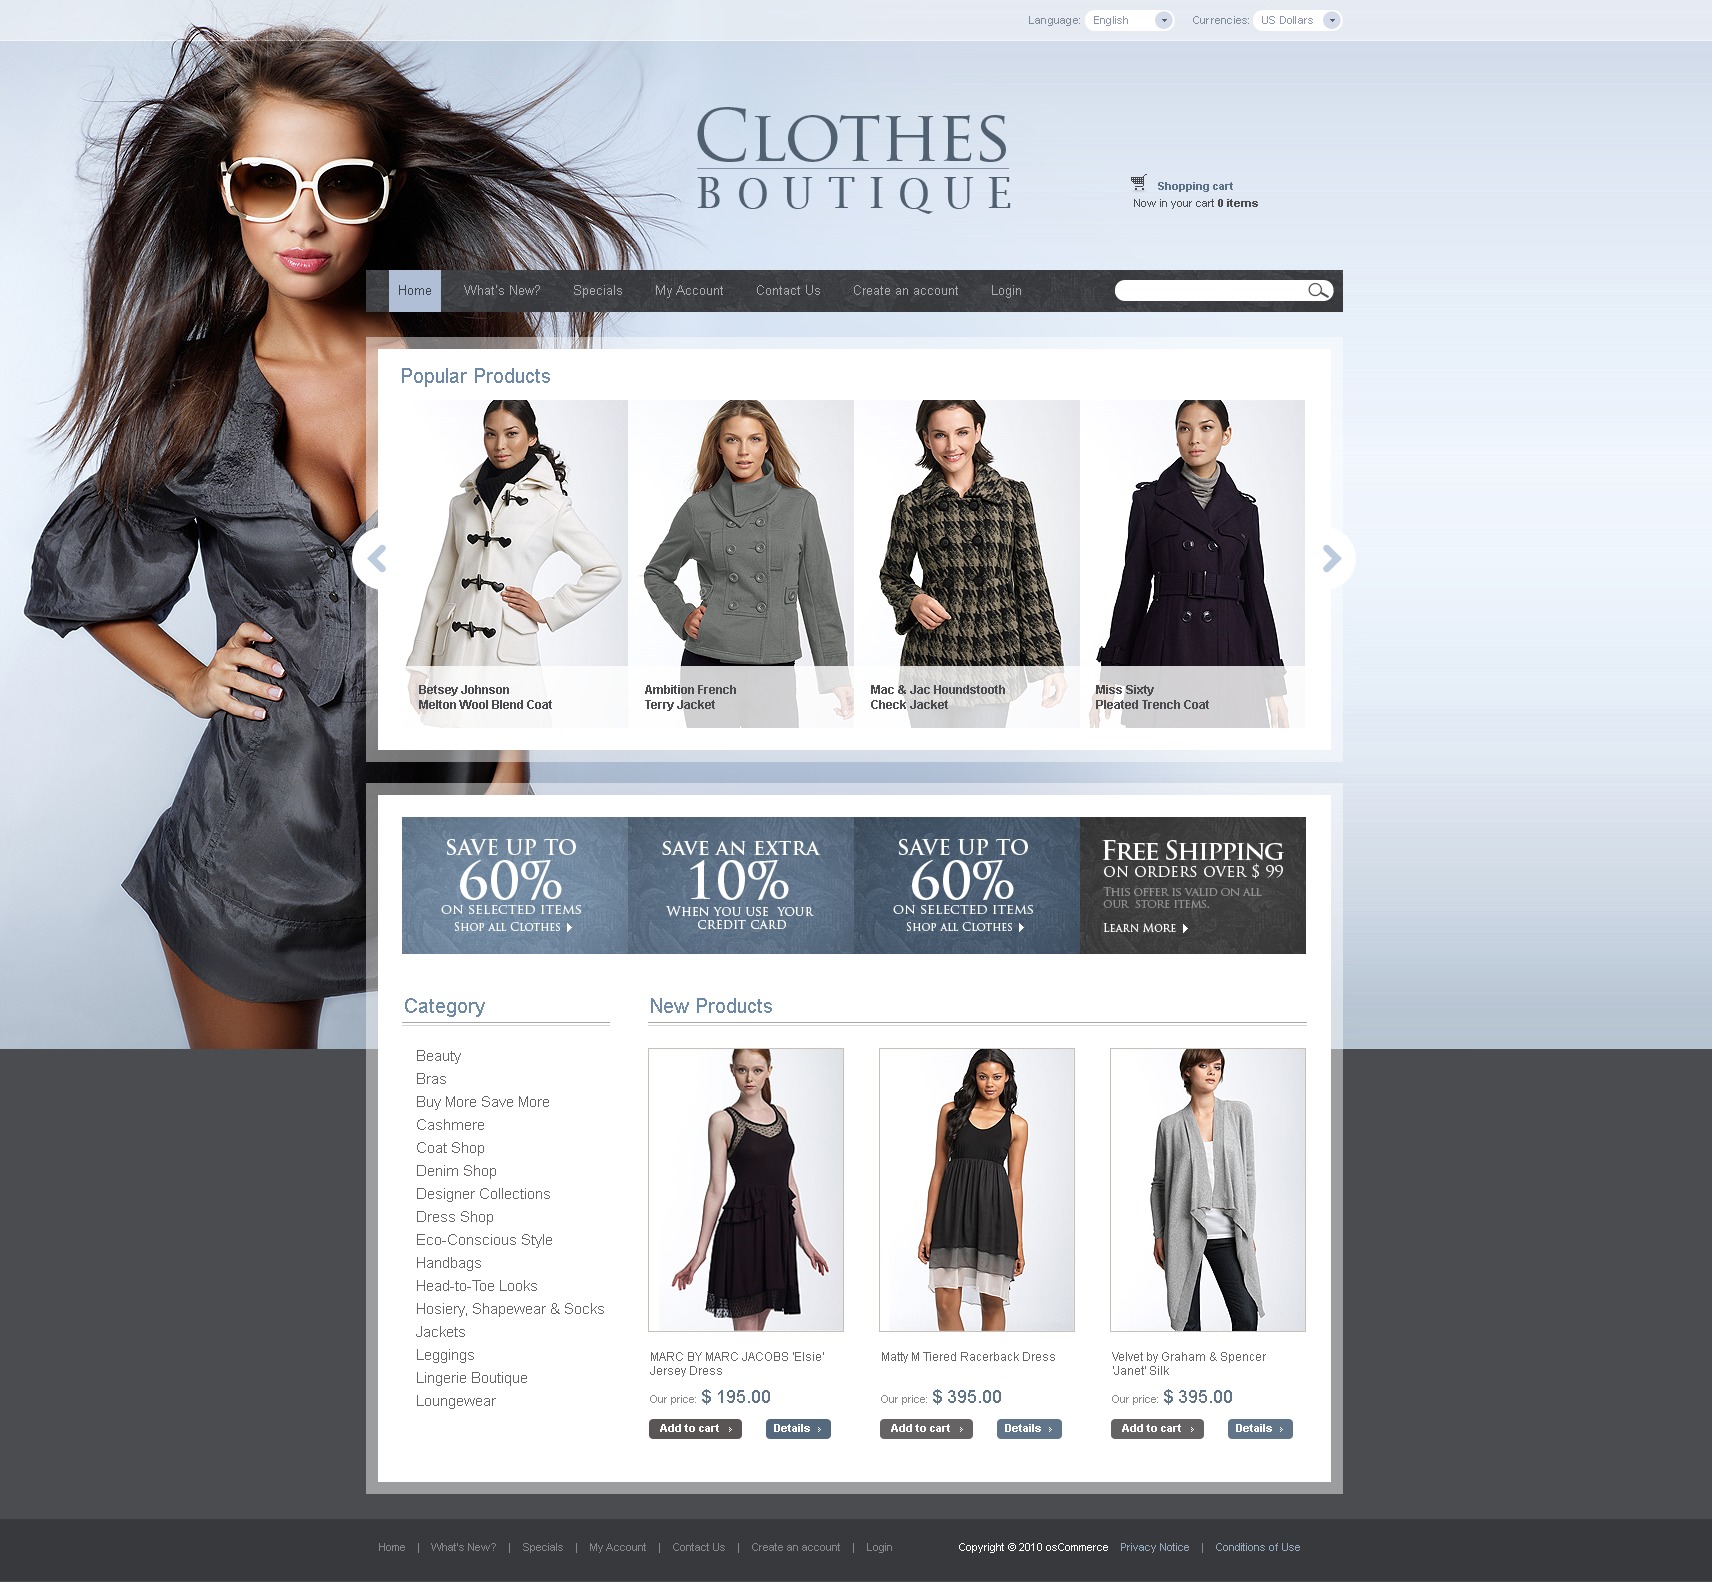 Language: English Currencies: US Dollars
CLOTHES
BOUTIQUE
Shopping cart
Now in your cart 0 items
Home What's New? Specials My Account Contact Us Create an account Login
Popular Products
Betsey Johnson
Melton Wool Blend Coat
Ambition French
Terry Jacket
Mac & Jac Houndstooth
Check Jacket
Miss Sixty
Pleated Trench Coat
SAVE UP TO
60%
ON SELECTED ITEMS
SHOP ALL CLOTHES
SAVE AN EXTRA
10%
WHEN YOU USE YOUR
CREDIT CARD
SAVE UP TO
60%
ON SELECTED ITEMS
SHOP ALL CLOTHES
FREE SHIPPING
ON ORDERS OVER $ 99
THIS OFFER IS VALID ON ALL
OUR STORE ITEMS.
LEARN MORE
Category
Beauty
Bras
Buy More Save More
Cashmere
Coat Shop
Denim Shop
Designer Collections
Dress Shop
Eco-Conscious Style
Handbags
Head-to-Toe Looks
Hosiery, Shapewear & Socks
Jackets
Leggings
Lingerie Boutique
Loungewear
New Products
MARC BY MARC JACOBS 'Elsie'
Jersey Dress
Our price: $ 195.00
Add to cart Details
Matty M Tiered Racerback Dress
Our price: $ 395.00
Add to cart Details
Velvet by Graham & Spencer
'Janet' Silk
Our price: $ 395.00
Add to cart Details
Home | What's New? | Specials | My Account | Contact Us | Create an account | Login
Copyright © 2010 osCommerce Privacy Notice | Conditions of Use